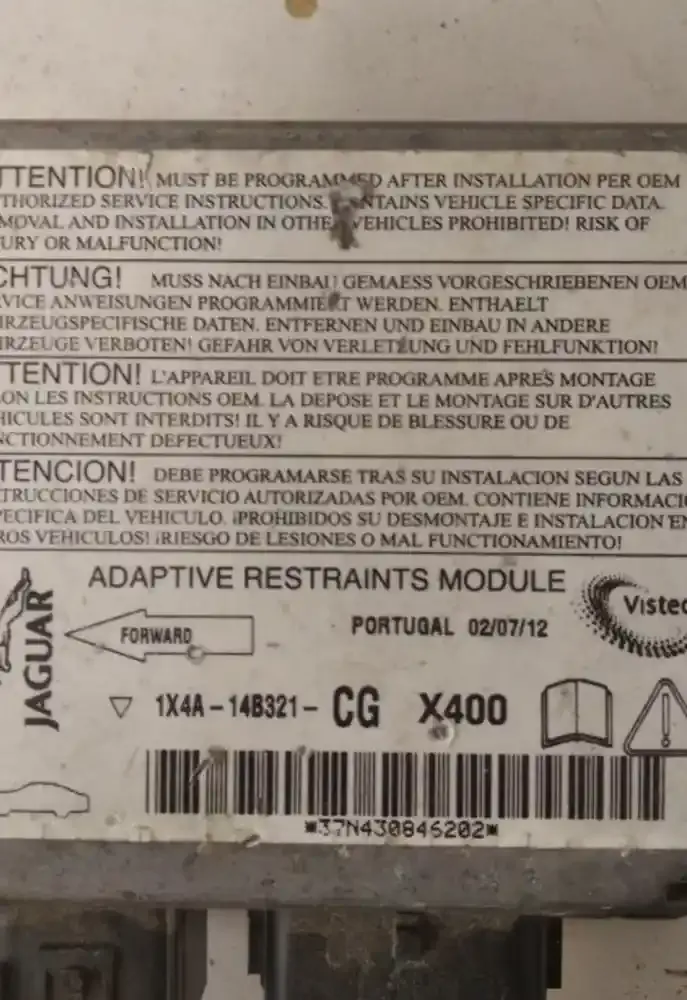 TTENTION! MUST BE PROGRAMMED AFTER INSTALLATION PER OEM
THORIZED SERVICE INSTRUCTIONS. CONTAINS VEHICLE SPECIFIC DATA.
MOVAL AND INSTALLATION IN OTHER VEHICLES PROHIBITED! RISK OF
URY OR MALFUNCTION!
CHTUNG! MUSS NACH EINBAU GEMAESS VORGESCHRIEBENEN OEM
VICE ANWEISUNGEN PROGRAMMIERT WERDEN. ENTHAELT
HRZEUGSPECIFISCHE DATEN. ENTFERNEN UND EINBAU IN ANDERE
HRZEUGE VERBOTEN! GEFAHR VON VERLETZUNG UND FEHLFUNKTION!
TTENTION! L'APPAREIL DOIT ETRE PROGRAMME APRES MONTAGE
ON LES INSTRUCTIONS OEM. LA DEPOSE ET LE MONTAGE SUR D'AUTRES
HICULES SONT INTERDITS! IL Y A RISQUE DE BLESSURE OU DE
NCTIONNEMENT DEFECTUEUX!
TENCION! DEBE PROGRAMARSE TRAS SU INSTALACION SEGUN LAS
TRUCCIONES DE SERVICIO AUTORIZADAS POR OEM. CONTIENE INFORMACI
PECIFICA DEL VEHICULO. ¡PROHIBIDOS SU DESMONTAJE E INSTALACION EN
ROS VEHICULOS! ¡RIESGO DE LESIONES O MAL FUNCTIONAMIENTO!
ADAPTIVE RESTRAINTS MODULE
JAGUAR
FORWARD
PORTUGAL 02/07/12
Visteo
1X4A-14B321- CG X400
*37N430846202*